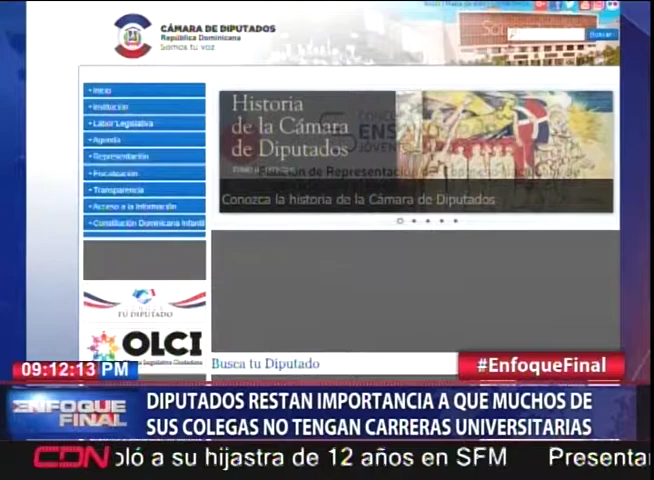 CÁMARA DE DIPUTADOS
República Dominicana
Somos tu voz
Buscar
Inicio
Institución
Labor Legislativa
Agenda
Representación
Fiscalización
Transparencia
Acceso a la Información
Constitución Dominicana Infantil
Historia
de la Cámara
de Diputados
Conozca la historia de la Cámara de Diputados
TU DIPUTADO
OLCI
Busca tu Diputado
09:12:13 PM
#EnfoqueFinal
ENFOQUE
FINAL
DIPUTADOS RESTAN IMPORTANCIA A QUE MUCHOS DE
SUS COLEGAS NO TENGAN CARRERAS UNIVERSITARIAS
CDN
oló a su hijastra de 12 años en SFM
Presenta